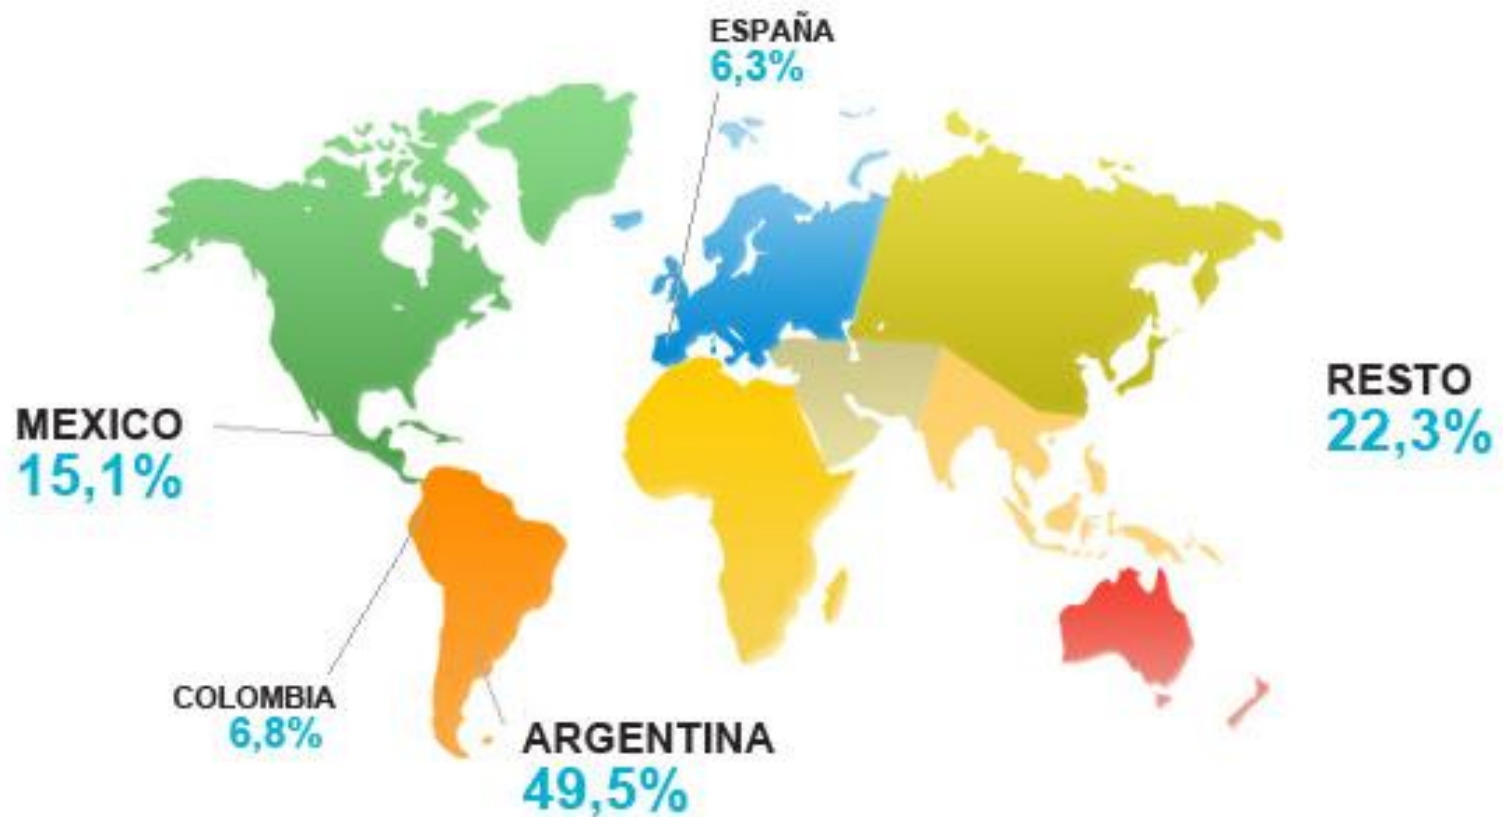 ESPAÑA
6,3%
MEXICO
15,1%
RESTO
22,3%
COLOMBIA
6,8%
ARGENTINA
49,5%